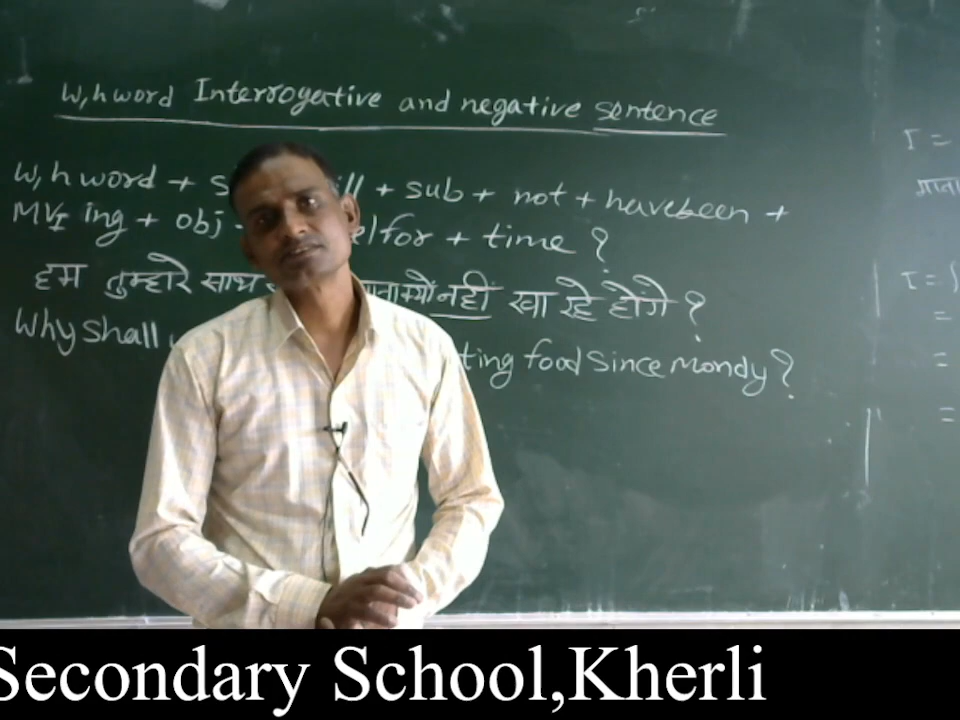 W,h word Interrogative and negative sentence
W,h word + S ill + sub + not + havebeen +
MVI ing + obj elfor + time ?
हम तुम्हारे साथ नही खा रहे होगे ?
Why shall ting food since mondy ?
I =
I =
=
=
=
Secondary School,Kherli